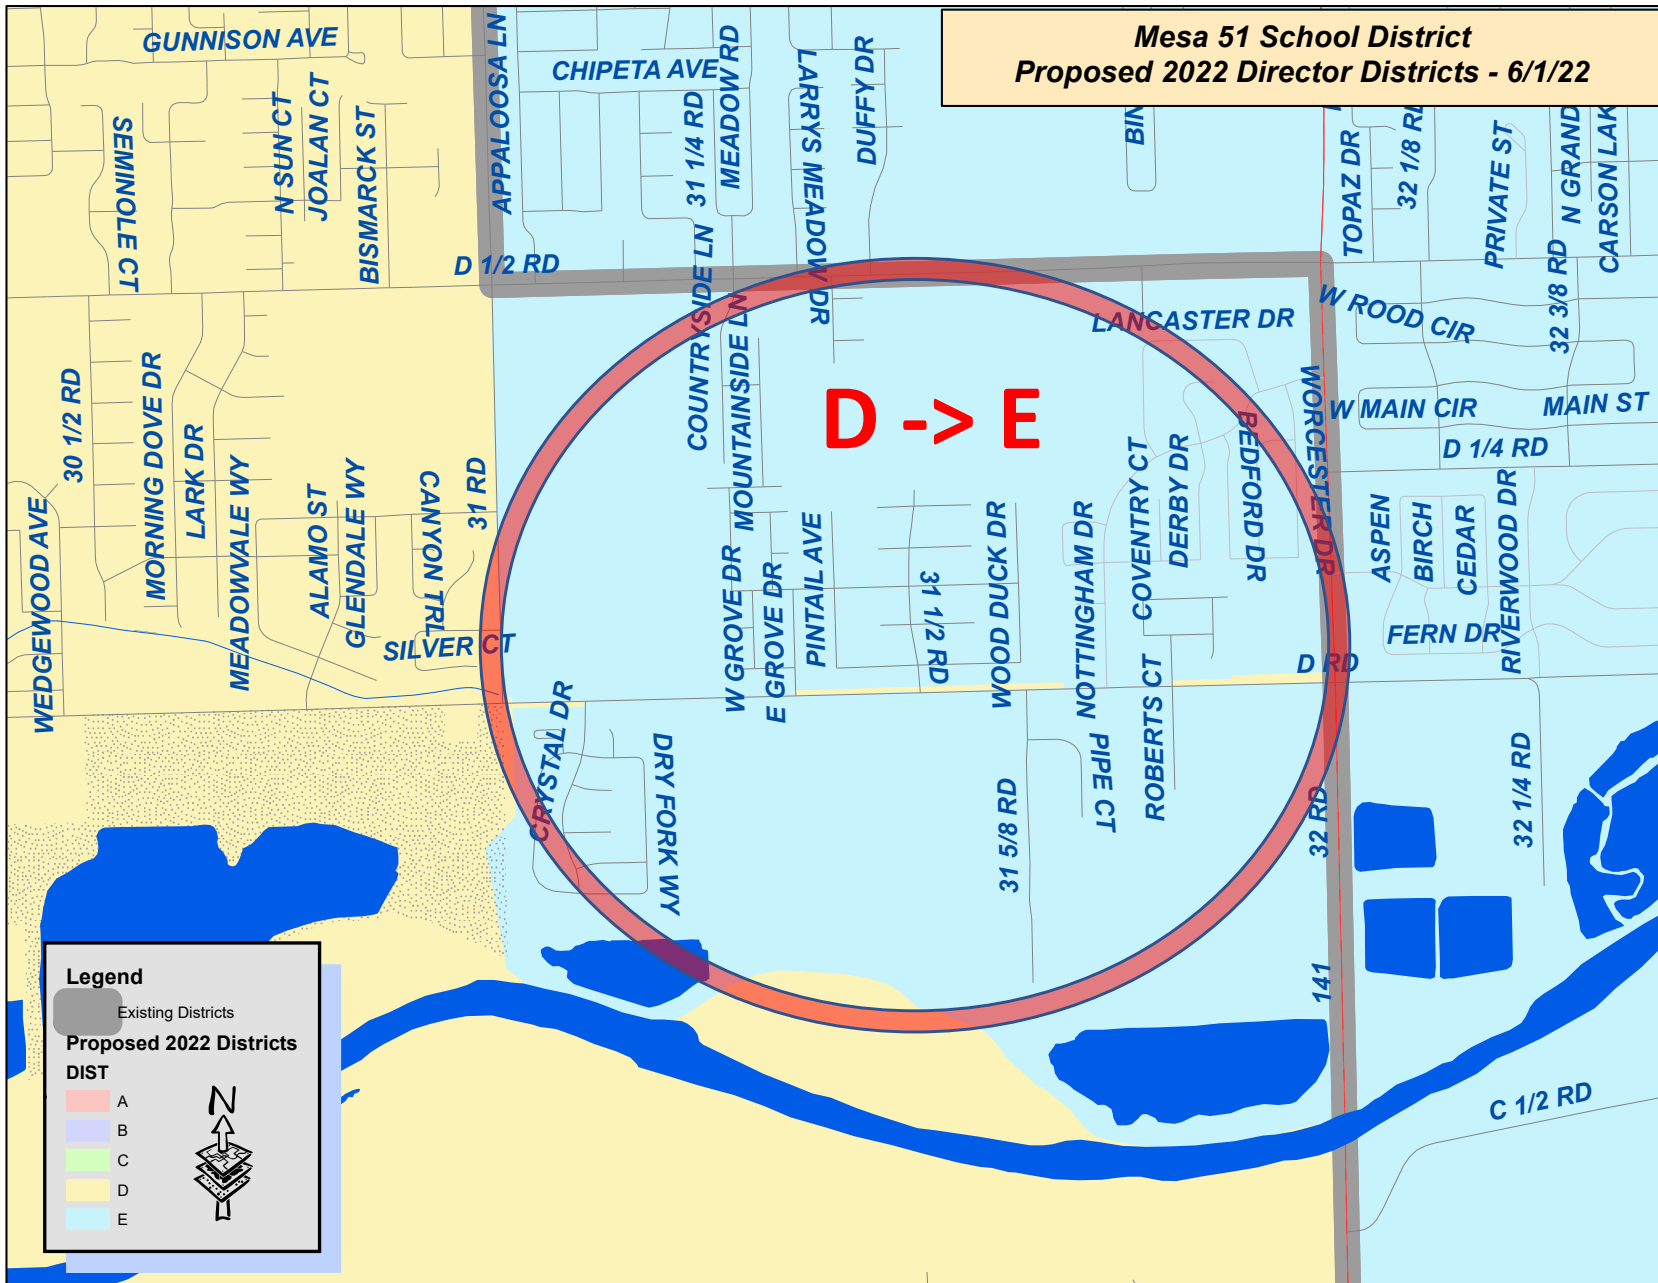 Mesa 51 School District
Proposed 2022 Director Districts - 6/1/22
GUNNISON AVE
CHIPETA AVE
APPALOOSA LN
MEADOW RD
31 1/4 RD
LARRYS MEADOW DR
DUFFY DR
BIN
TOPAZ DR
32 1/8 RD
PRIVATE ST
N GRAND
CARSON LAK
32 3/8 RD
SEMINOLE CT
N SUN CT
JOALAN CT
BISMARCK ST
D 1/2 RD
COUNTRYSIDE LN
MOUNTAINSIDE LN
LANCASTER DR
W ROOD CIR
W MAIN CIR
MAIN ST
D 1/4 RD
WORCESTER DR
D -> E
30 1/2 RD
MORNING DOVE DR
LARK DR
MEADOWVALE WY
WEDGEWOOD AVE
ALAMO ST
GLENDALE WY
CANYON TRL
31 RD
SILVER CT
W GROVE DR
E GROVE DR
PINTAIL AVE
31 1/2 RD
WOOD DUCK DR
NOTTINGHAM DR
COVENTRY CT
DERBY DR
BEDFORD DR
ASPEN
BIRCH
CEDAR
RIVERWOOD DR
FERN DR
D RD
CRYSTAL DR
DRY FORK WY
31 5/8 RD
PIPE CT
ROBERTS CT
32 RD
32 1/4 RD
141
C 1/2 RD
Legend
Existing Districts
Proposed 2022 Districts
DIST
A
B
C
D
E
N